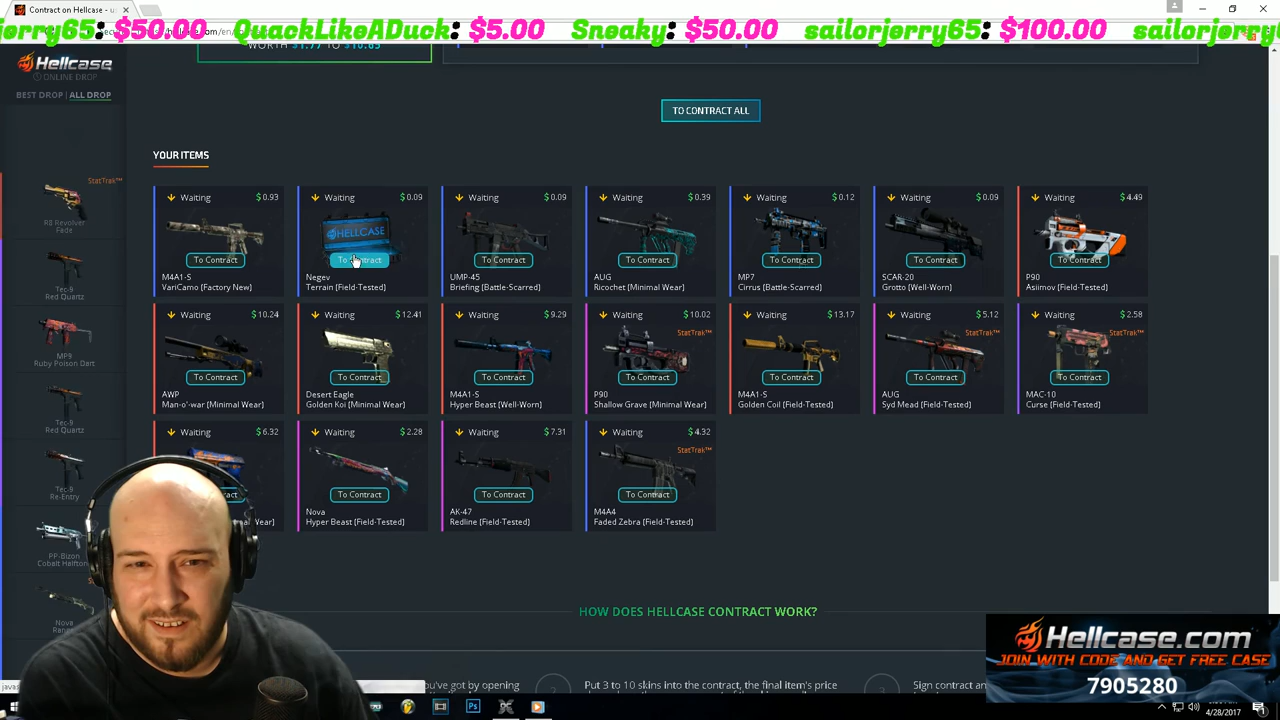 Contract on Hellcase - u
jerry65: $50.00 QuackLikeADuck: $5.00 Sneaky: $50.00 sailorjerry65: $100.00 sailorjerry6
Hellcase
ONLINE DROP
BEST DROP | ALL DROP
WORTH $1.77 TO $10.65
TO CONTRACT ALL
YOUR ITEMS
StatTrak™
R8 Revolver
Fade
Tec-9
Red Quartz
MP9
Ruby Poison Dart
Tec-9
Red Quartz
Tec-9
Re-Entry
PP-Bizon
Cobalt Halfton
Nova
Waiting $0.93
To Contract
M4A1-S
VariCamo [Factory New]
Waiting $0.09
HELLCASE
To Contract
Negev
Terrain [Field-Tested]
Waiting $0.09
To Contract
UMP-45
Briefing [Battle-Scarred]
Waiting $0.39
To Contract
AUG
Ricochet [Minimal Wear]
Waiting $0.12
To Contract
MP7
Cirrus [Battle-Scarred]
Waiting $0.09
To Contract
SCAR-20
Grotto [Well-Worn]
Waiting $4.49
To Contract
P90
Asiimov [Field-Tested]
Waiting $10.24
To Contract
AWP
Man-o'-war [Minimal Wear]
Waiting $12.41
To Contract
Desert Eagle
Golden Koi [Minimal Wear]
Waiting $9.29
To Contract
M4A1-S
Hyper Beast [Well-Worn]
Waiting $10.02
StatTrak™
To Contract
P90
Shallow Grave [Minimal Wear]
Waiting $13.17
To Contract
M4A1-S
Golden Coil [Field-Tested]
Waiting $5.12
StatTrak™
To Contract
AUG
Syd Mead [Field-Tested]
Waiting $2.58
StatTrak™
To Contract
MAC-10
Curse [Field-Tested]
Waiting $6.32
Wear]
Waiting $2.28
To Contract
Nova
Hyper Beast [Field-Tested]
Waiting $7.31
To Contract
AK-47
Redline [Field-Tested]
Waiting $4.32
StatTrak™
To Contract
M4A4
Faded Zebra [Field-Tested]
HOW DOES HELLCASE CONTRACT WORK?
you've got by opening
Put 3 to 10 skins into the contract, the final item's price
Sign contract an
Hellcase.com
JOIN WITH CODE AND GET FREE CASE
7905280
4/28/2017